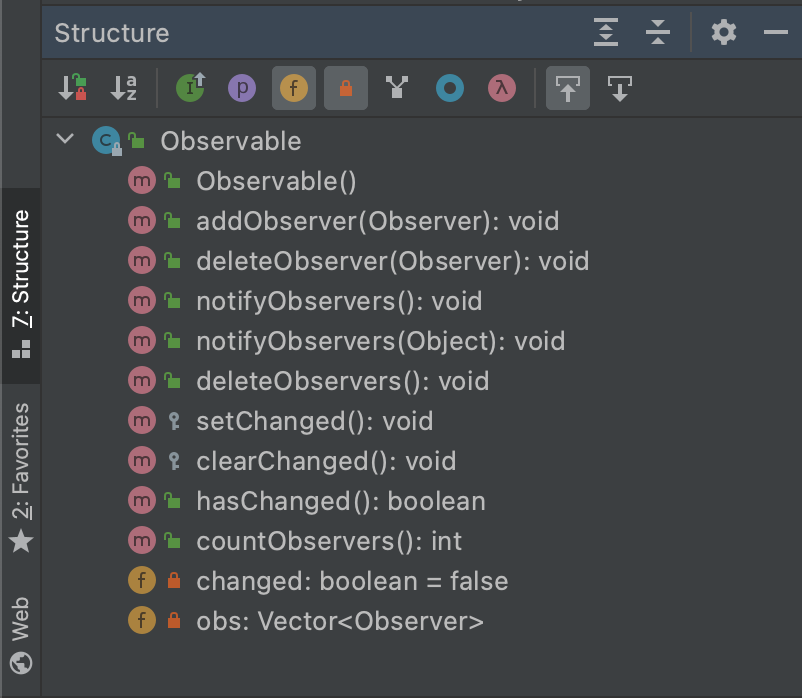 Structure
a
z
I p f λ
C Observable
m Observable()
m addObserver(Observer): void
m deleteObserver(Observer): void
m notifyObservers(): void
m notifyObservers(Object): void
m deleteObservers(): void
m setChanged(): void
m clearChanged(): void
m hasChanged(): boolean
m countObservers(): int
f changed: boolean = false
f obs: Vector<Observer>
7: Structure
2: Favorites
Web